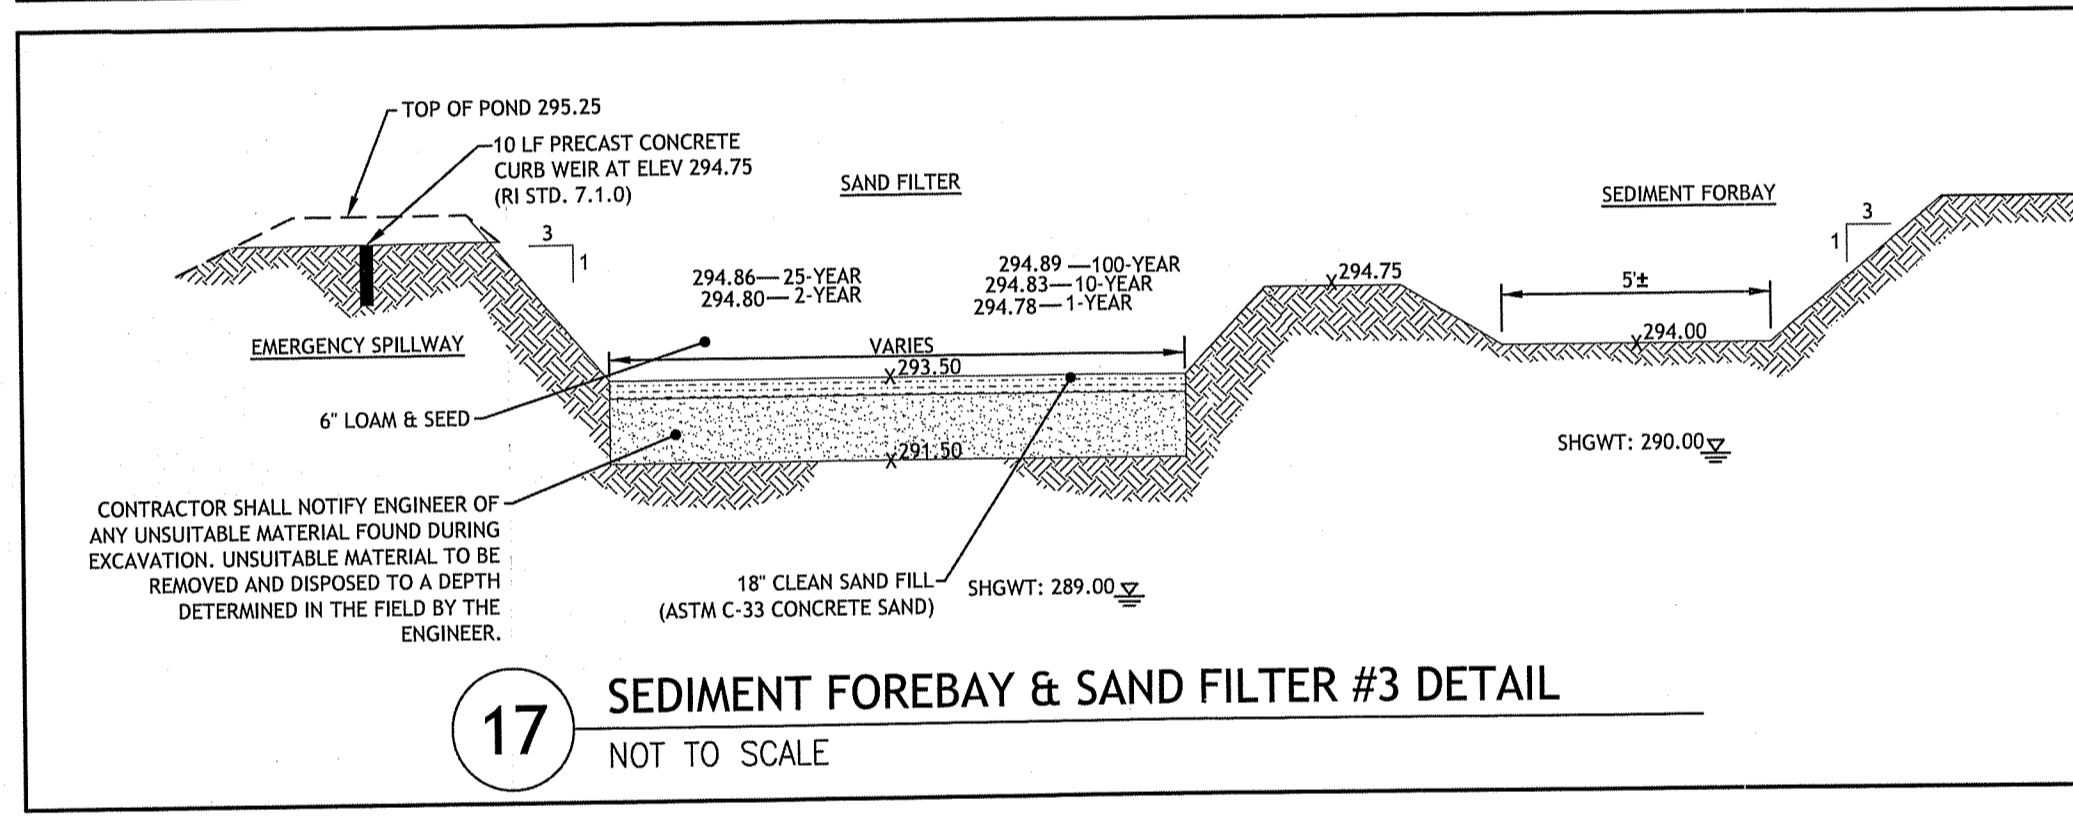 TOP OF POND 295.25
10 LF PRECAST CONCRETE
CURB WEIR AT ELEV 294.75
(RI STD. 7.1.0)
SAND FILTER
SEDIMENT FORBAY
3
1
294.86—25-YEAR
294.80—2-YEAR
294.89—100-YEAR
294.83—10-YEAR
294.78—1-YEAR
294.75
5'±
3
1
294.00
EMERGENCY SPILLWAY
VARIES
293.50
6" LOAM & SEED
291.50
SHGWT: 290.00
CONTRACTOR SHALL NOTIFY ENGINEER OF
ANY UNSUITABLE MATERIAL FOUND DURING
EXCAVATION. UNSUITABLE MATERIAL TO BE
REMOVED AND DISPOSED TO A DEPTH
DETERMINED IN THE FIELD BY THE
ENGINEER.
18" CLEAN SAND FILL
(ASTM C-33 CONCRETE SAND)
SHGWT: 289.00
17
SEDIMENT FOREBAY & SAND FILTER #3 DETAIL
NOT TO SCALE